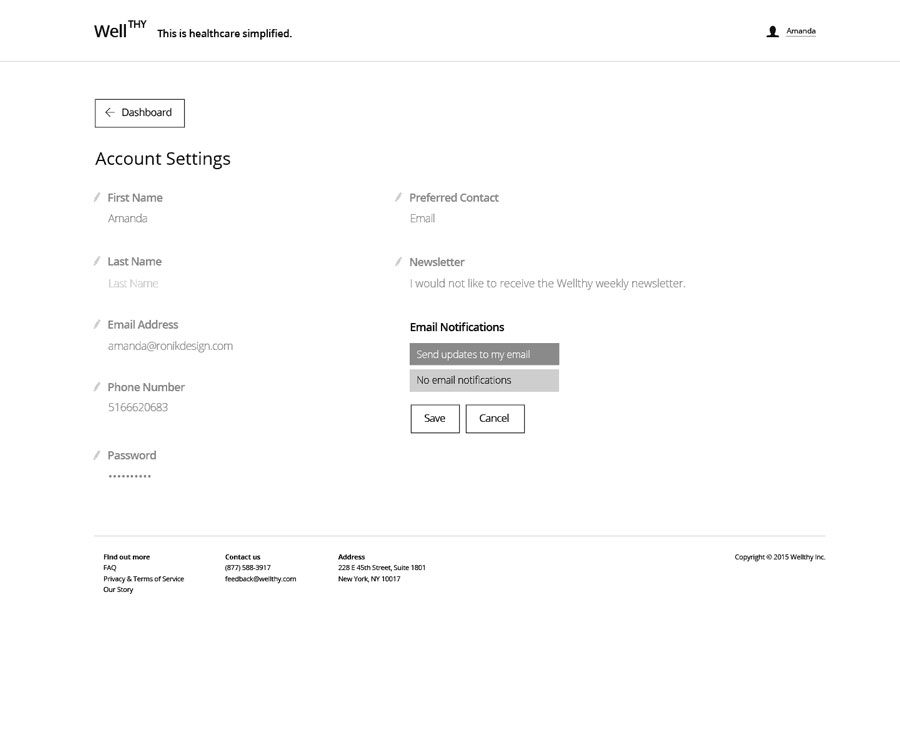 Well THY
This is healthcare simplified.
Amanda
← Dashboard
Account Settings
First Name
Amanda
Last Name
Last Name
Email Address
amanda@ronikdesign.com
Phone Number
5166620683
Password
••••••••••
Preferred Contact
Email
Newsletter
I would not like to receive the Wellthy weekly newsletter.
Email Notifications
Send updates to my email
No email notifications
Save
Cancel
Find out more
FAQ
Privacy & Terms of Service
Our Story
Contact us
(877) 588-3917
feedback@wellthy.com
Address
228 E 45th Street, Suite 1801
New York, NY 10017
Copyright © 2015 Wellthy Inc.